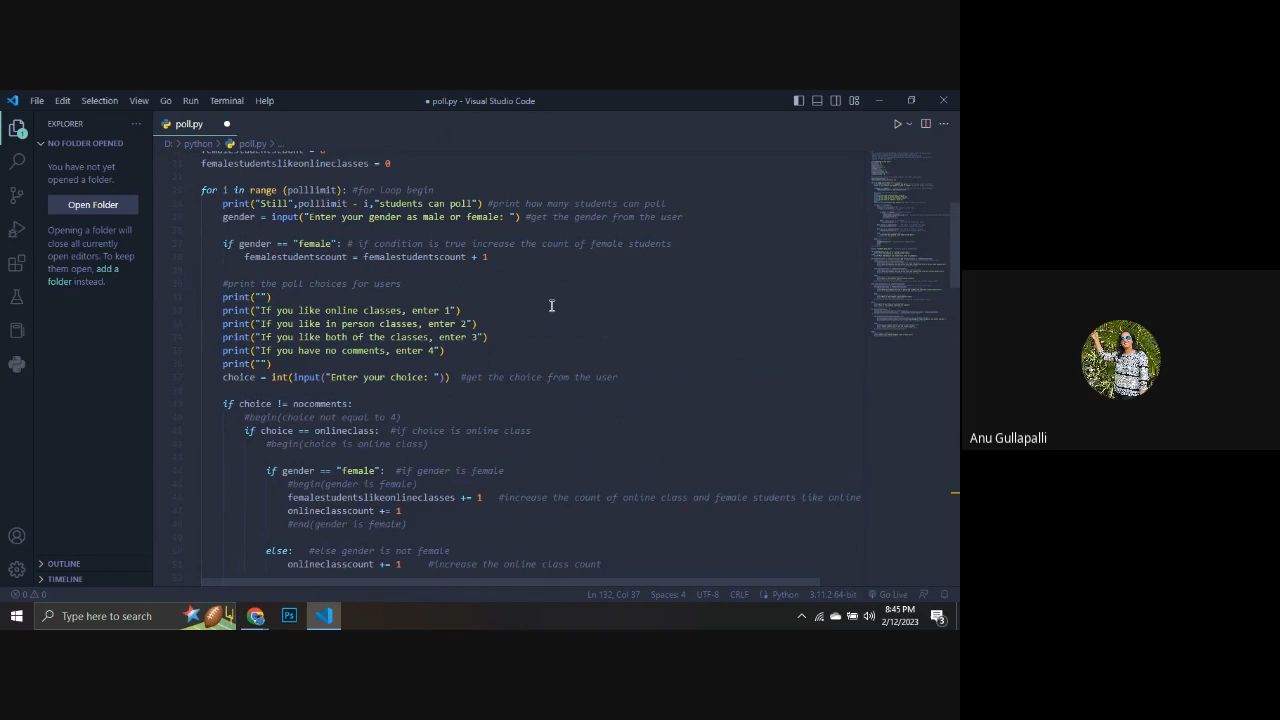 File Edit Selection View Go Run Terminal Help
poll.py - Visual Studio Code
EXPLORER
poll.py
NO FOLDER OPENED
You have not yet
opened a folder.
Open Folder
Opening a folder will
close all currently
open editors. To keep
them open, add a
folder instead.
OUTLINE
TIMELINE
D: > python > poll.py > ...
femalestudentscount = 0
femalestudentslikeonlineclasses = 0
for i in range (polllimit): #for Loop begin
print("Still",polllimit - i,"students can poll") #print how many students can poll
gender = input("Enter your gender as male or female: ") #get the gender from the user
if gender == "female": # if condition is true increase the count of female students
femalestudentscount = femalestudentscount + 1
#print the poll choices for users
print("")
print("If you like online classes, enter 1")
print("If you like in person classes, enter 2")
print("If you like both of the classes, enter 3")
print("If you have no comments, enter 4")
print("")
choice = int(input("Enter your choice: ")) #get the choice from the user
if choice != nocomments:
#begin(choice not equal to 4)
if choice == onlineclass: #if choice is online class
#begin(choice is online class)
if gender == "female": #if gender is female
#begin(gender is female)
femalestudentslikeonlineclasses += 1 #increase the count of online class and female students like online
onlineclasscount += 1
#end(gender is female)
else: #else gender is not female
onlineclasscount += 1 #increase the online class count
0 0 Ln 132, Col 37 Spaces: 4 UTF-8 CRLF Python 3.11.2 64-bit Go Live
Type here to search
8:45 PM
2/12/2023
3
Anu Gullapalli